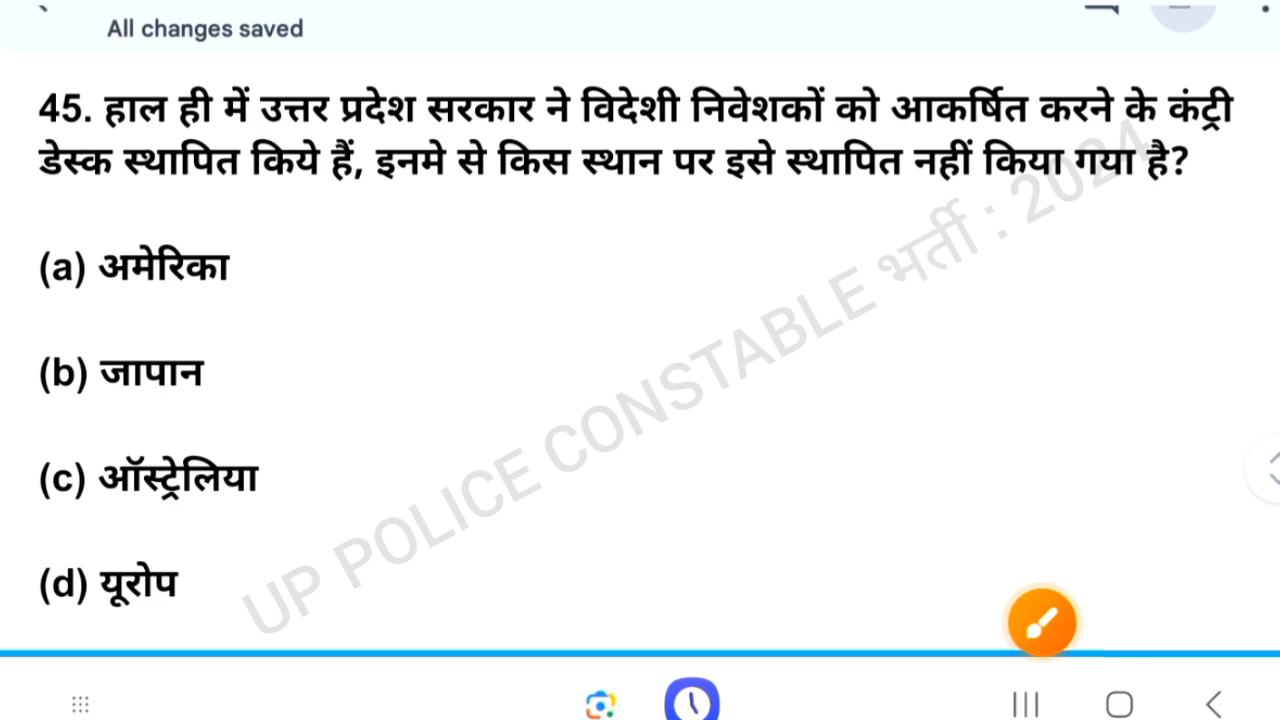 All changes saved
45. हाल ही में उत्तर प्रदेश सरकार ने विदेशी निवेशकों को आकर्षित करने के कंट्री
डेस्क स्थापित किये हैं, इनमे से किस स्थान पर इसे स्थापित नहीं किया गया है?
(a) अमेरिका
(b) जापान
(c) ऑस्ट्रेलिया
(d) यूरोप
UP POLICE CONSTABLE भर्ती : 2024